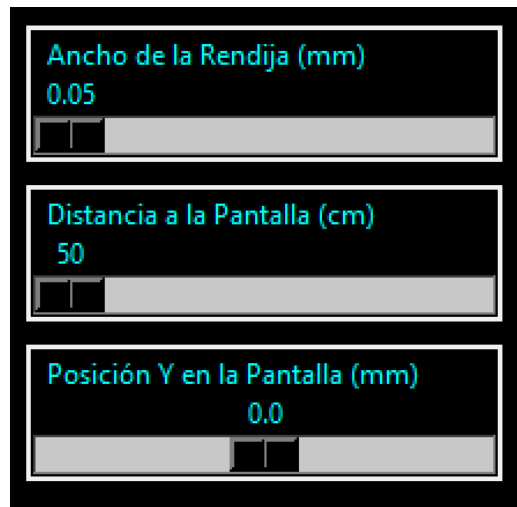 Ancho de la Rendija (mm)
0.05
Distancia a la Pantalla (cm)
50
Posición Y en la Pantalla (mm)
0.0